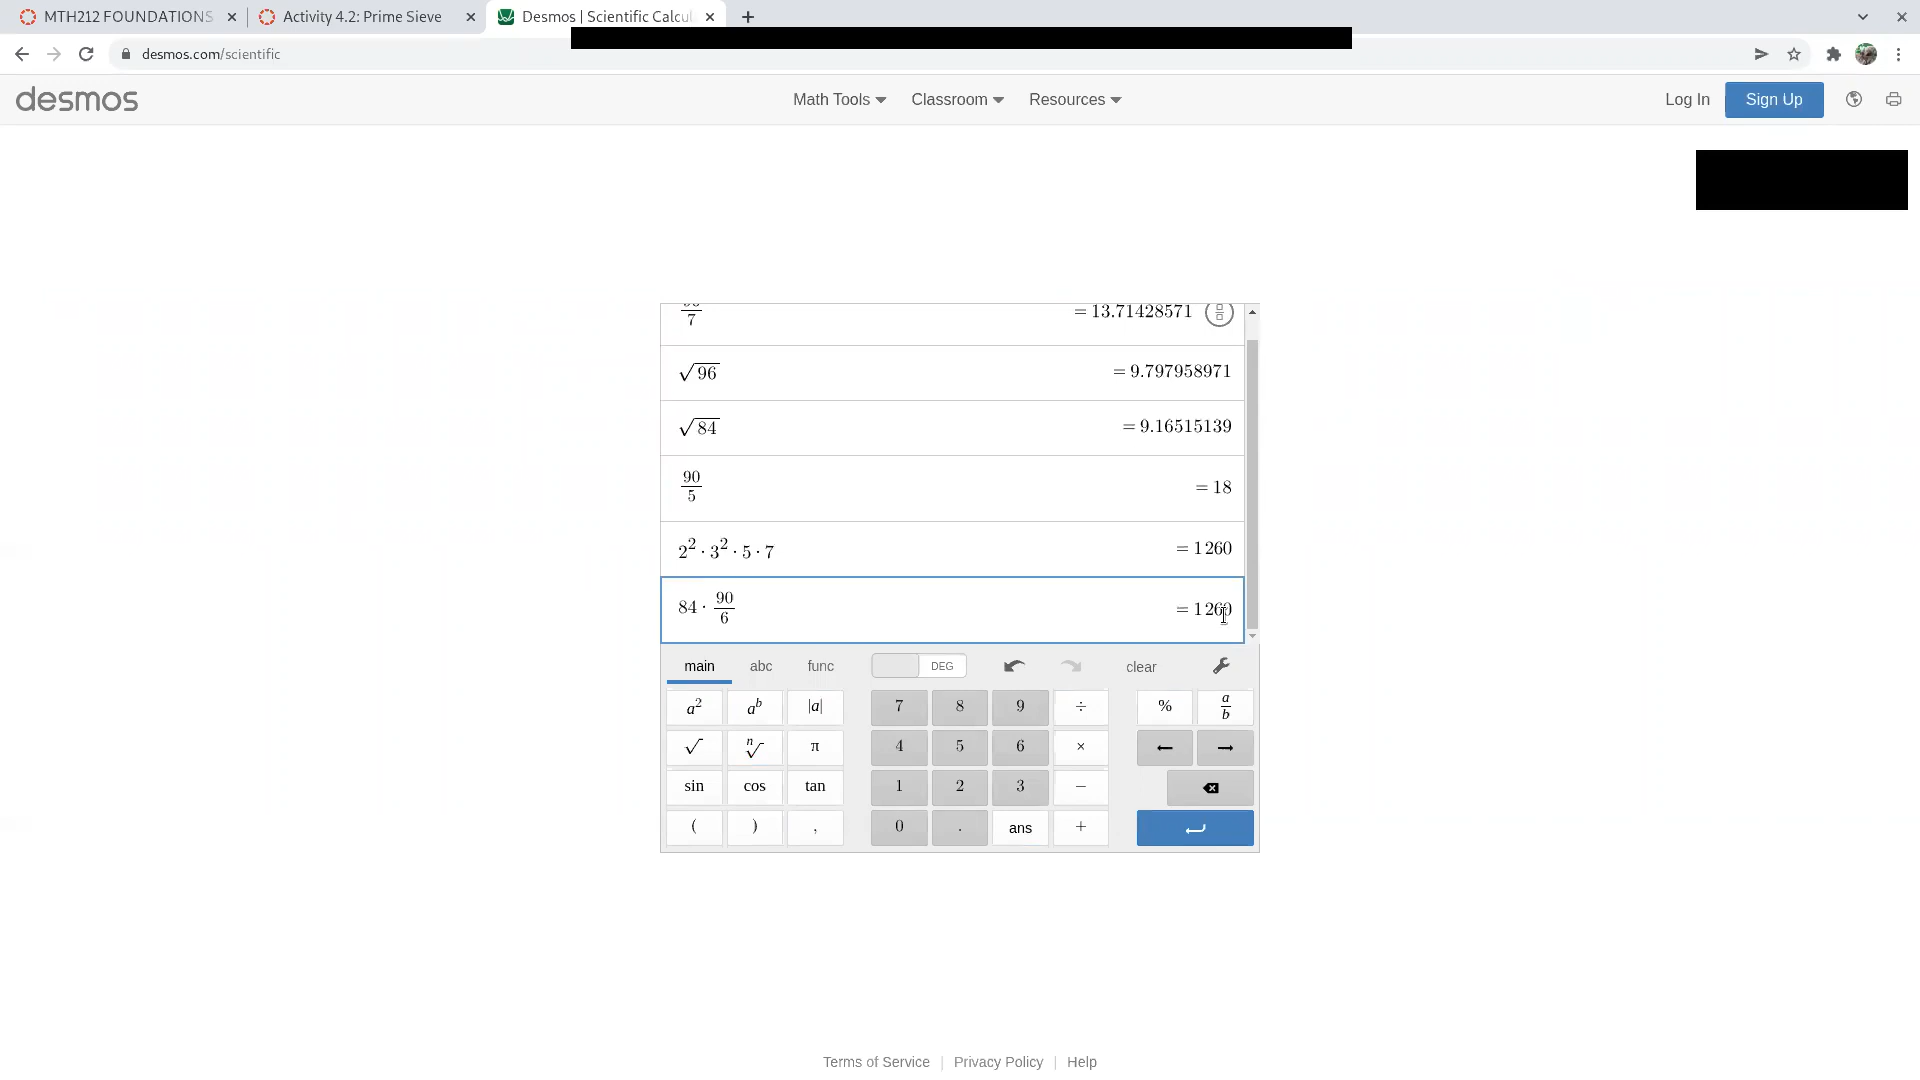 MTH212 FOUNDATIONS
Activity 4.2: Prime Sieve
Desmos | Scientific Calcu
desmos.com/scientific
desmos
Math Tools
Classroom
Resources
Log In
Sign Up
7
= 13.71428571
√96
= 9.797958971
√84
= 9.16515139
90
5
= 18
2² · 3² · 5 · 7
= 1260
84 · 90
6
= 1260
main
abc
func
DEG
clear
a² aᵇ |a| 7 8 9 ÷ % a
b
√ ⁿ√ π 4 5 6 × ← →
sin cos tan 1 2 3 −
( ) , 0 . ans +
Terms of Service | Privacy Policy | Help